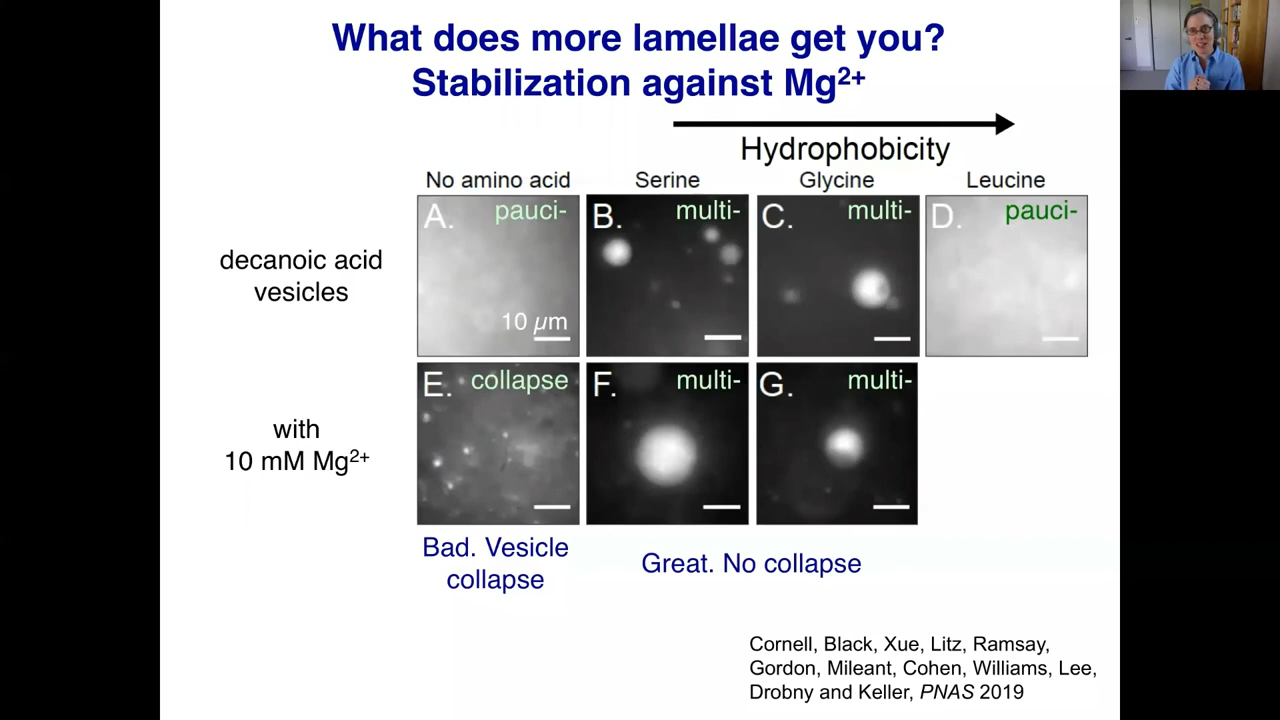 What does more lamellae get you?
Stabilization against Mg²⁺
Hydrophobicity
No amino acid
Serine
Glycine
Leucine
decanoic acid
vesicles
A. pauci-
10 µm
B. multi-
C. multi-
D. pauci-
with
10 mM Mg²⁺
E. collapse
F. multi-
G. multi-
Bad. Vesicle
collapse
Great. No collapse
Cornell, Black, Xue, Litz, Ramsay,
Gordon, Mileant, Cohen, Williams, Lee,
Drobny and Keller, PNAS 2019